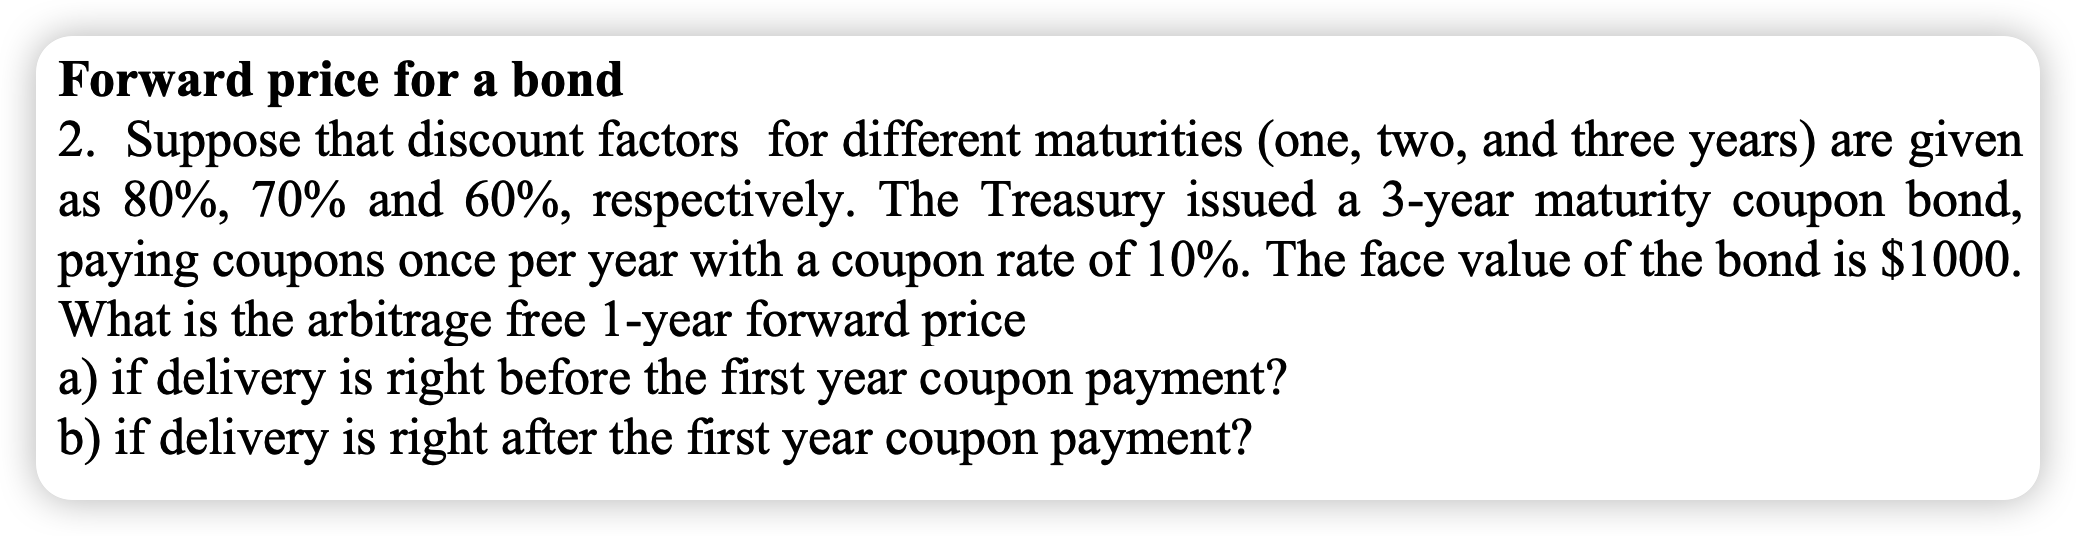 Forward price for a bond
2. Suppose that discount factors for different maturities (one, two, and three years) are given
as 80%, 70% and 60%, respectively. The Treasury issued a 3-year maturity coupon bond,
paying coupons once per year with a coupon rate of 10%. The face value of the bond is $1000.
What is the arbitrage free 1-year forward price
a) if delivery is right before the first year coupon payment?
b) if delivery is right after the first year coupon payment?